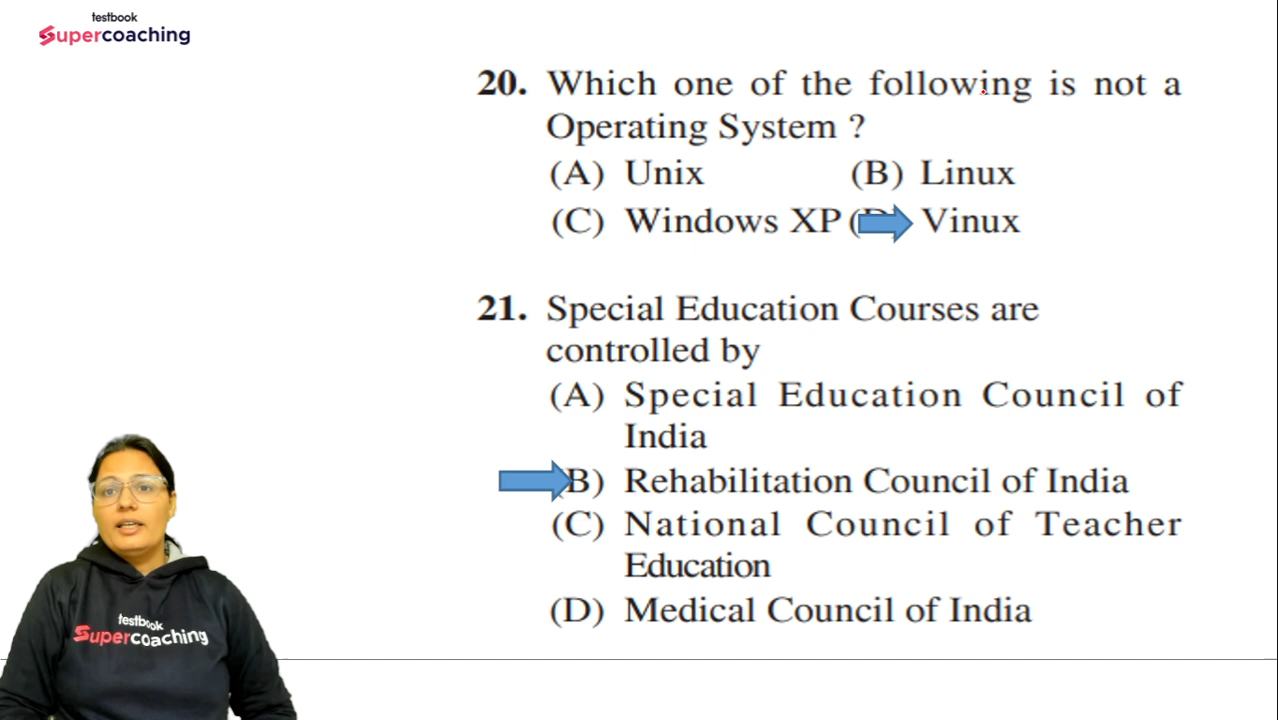 testbook
Supercoaching
20. Which one of the following is not a
Operating System ?
(A) Unix (B) Linux
(C) Windows XP ( Vinux
21. Special Education Courses are
controlled by
(A) Special Education Council of
India
B) Rehabilitation Council of India
(C) National Council of Teacher
Education
(D) Medical Council of India
testbook
Supercoaching